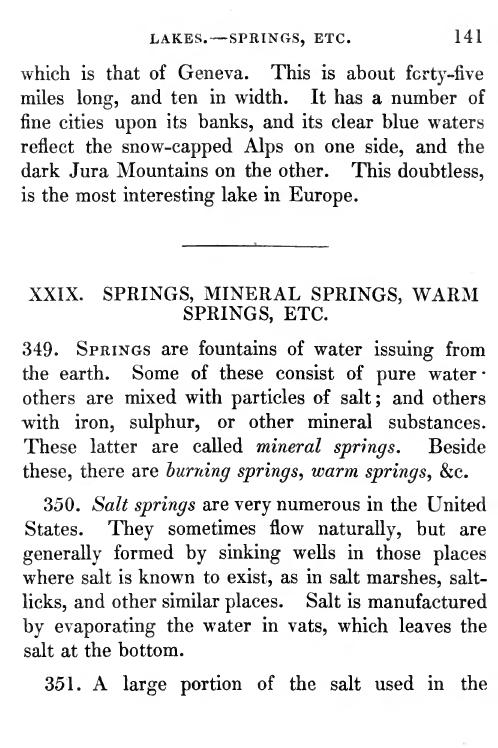 LAKES.—SPRINGS, ETC. 141
which is that of Geneva. This is about forty-five
miles long, and ten in width. It has a number of
fine cities upon its banks, and its clear blue waters
reflect the snow-capped Alps on one side, and the
dark Jura Mountains on the other. This doubtless,
is the most interesting lake in Europe.
XXIX. SPRINGS, MINERAL SPRINGS, WARM
SPRINGS, ETC.
349. SPRINGS are fountains of water issuing from
the earth. Some of these consist of pure water·
others are mixed with particles of salt; and others
with iron, sulphur, or other mineral substances.
These latter are called mineral springs. Beside
these, there are burning springs, warm springs, &c.
350. Salt springs are very numerous in the United
States. They sometimes flow naturally, but are
generally formed by sinking wells in those places
where salt is known to exist, as in salt marshes, salt-
licks, and other similar places. Salt is manufactured
by evaporating the water in vats, which leaves the
salt at the bottom.
351. A large portion of the salt used in the